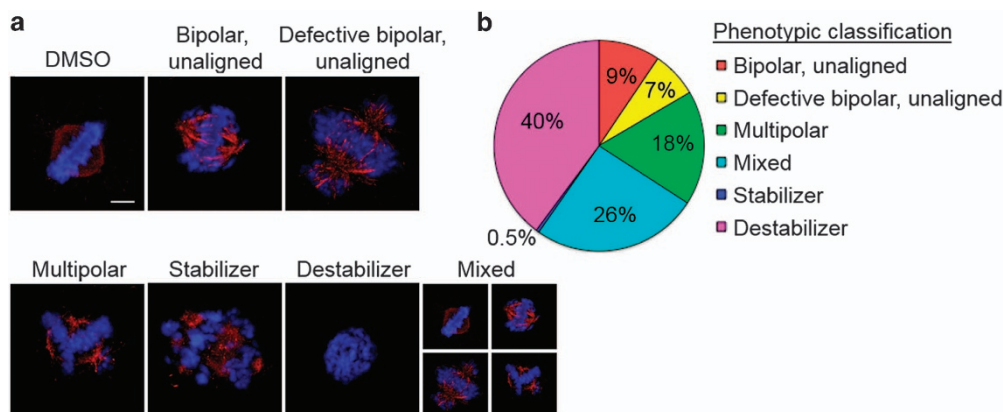 a
DMSO
Bipolar,
unaligned
Defective bipolar,
unaligned
Multipolar
Stabilizer
Destabilizer
Mixed
b
9%
7%
18%
26%
0.5%
40%
Phenotypic classification
Bipolar, unaligned
Defective bipolar, unaligned
Multipolar
Mixed
Stabilizer
Destabilizer